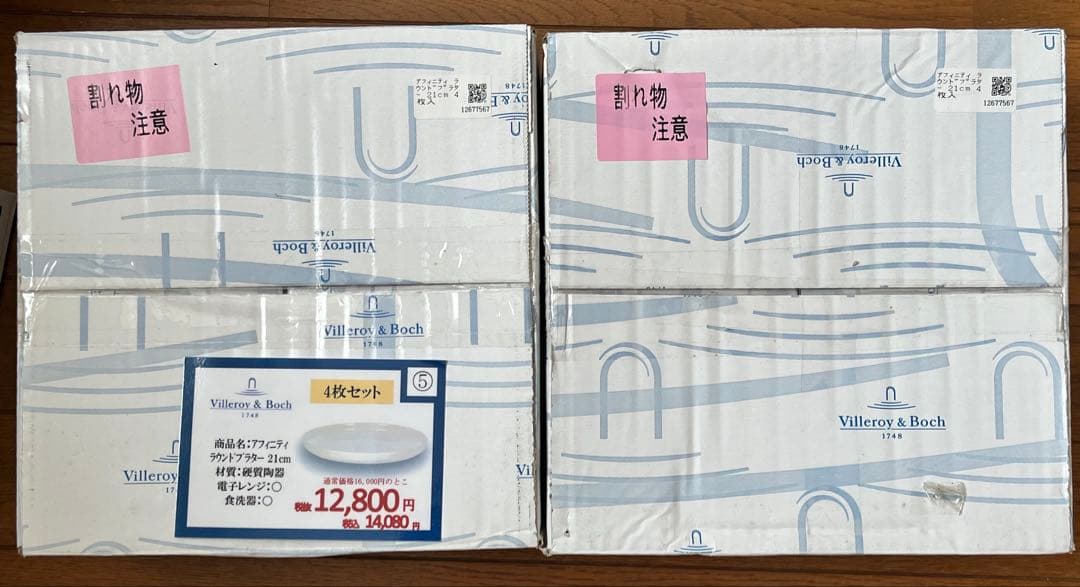 割れ物
注意
アフィニティ ラ
ウンドプラタ
ー 21cm 4
枚入
12677567
1748
Villeroy & Boch
1748
Villeroy & Boch
1748
Villeroy & Boch
1748
4枚セット
⑤
商品名:アフィニティ
ラウンドプラター 21cm
材質:硬質陶器
電子レンジ:○
食洗器:○
通常価格16,000円のとこ
税抜 12,800円
税込 14,080円
Villeroy
割れ物
注意
アフィニティ ラ
ウンドプラタ
ー 21cm 4
枚入
12677567
Villeroy & Boch
1748
Villeroy & Boch
1748